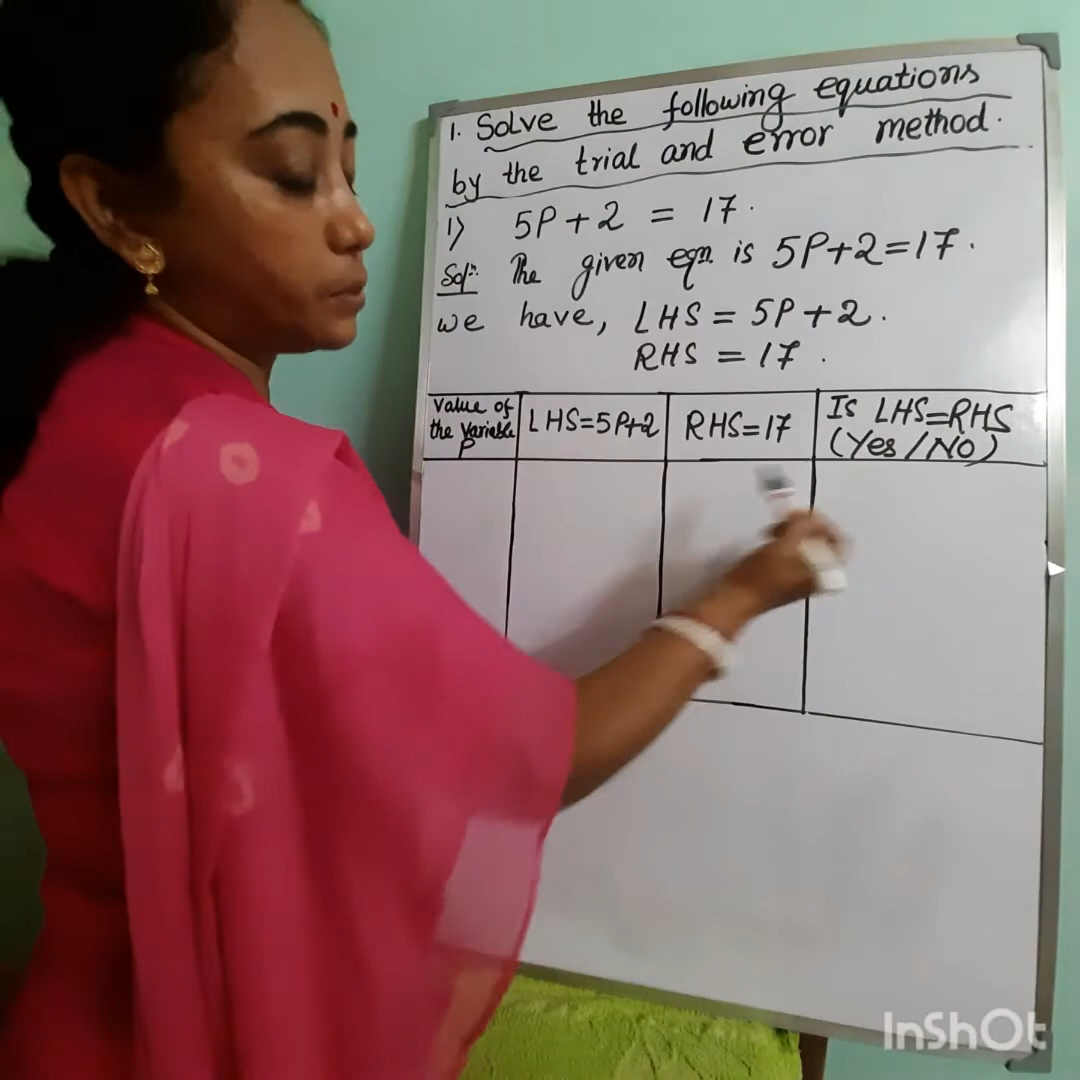 1. Solve the following equations
by the trial and error method.
1) 5P+2 = 17.
Solⁿ: The given eqⁿ. is 5P+2=17.
we have, LHS = 5P+2.
RHS = 17.
Value of
the Variable
P
LHS=5P+2
RHS=17
Is LHS=RHS
(Yes/No)
InShOt